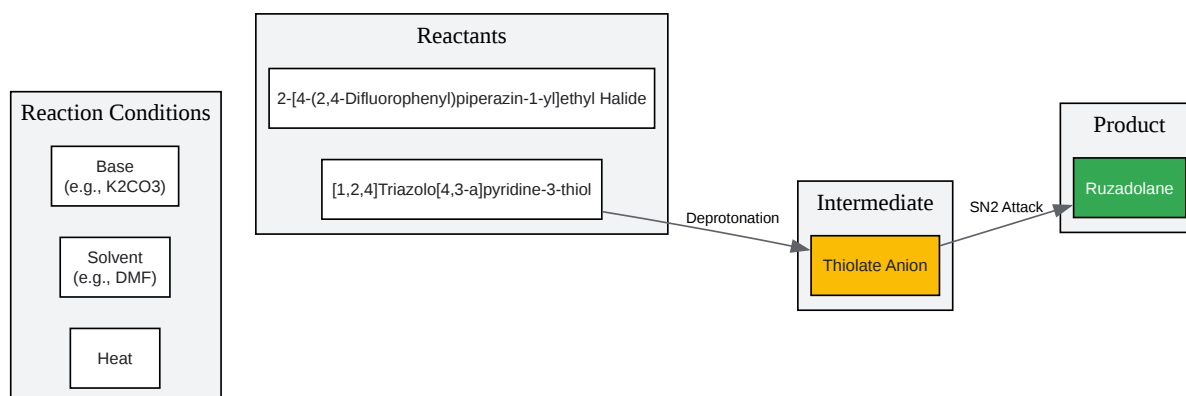 Reaction Conditions
Base
(e.g., K2CO3)
Solvent
(e.g., DMF)
Heat
Reactants
2-[4-(2,4-Difluorophenyl)piperazin-1-yl]ethyl Halide
[1,2,4]Triazolo[4,3-a]pyridine-3-thiol
Deprotonation
Intermediate
Thiolate Anion
SN2 Attack
Product
Ruzadolane